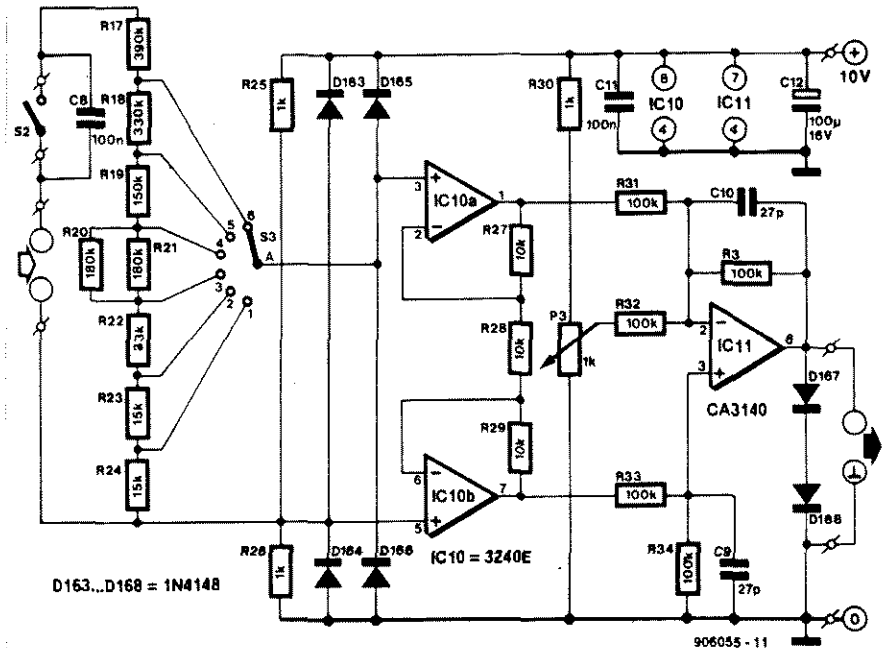 R17
390k
R18
330k
C8
100n
S2
R19
150k
R20
180k
R21
180k
R22
33k
R23
15k
R24
15k
6
5
4
3
2
1
S3
A
R25
1k
D163
D165
R30
1k
C11
100n
8
IC10
4
7
IC11
4
C12
100µ
16V
+
10V
+
3
IC10a
1
−
2
R27
10k
R28
10k
R29
10k
P3
1k
R31
100k
C10
27p
R3
100k
R32
100k
−
2
IC11
6
+
3
CA3140
D167
D168
−
6
IC10b
7
+
5
R33
100k
R34
100k
C9
27p
R26
1k
D164
D166
IC10 = 3240E
D163...D168 = 1N4148
0
906055 - 11